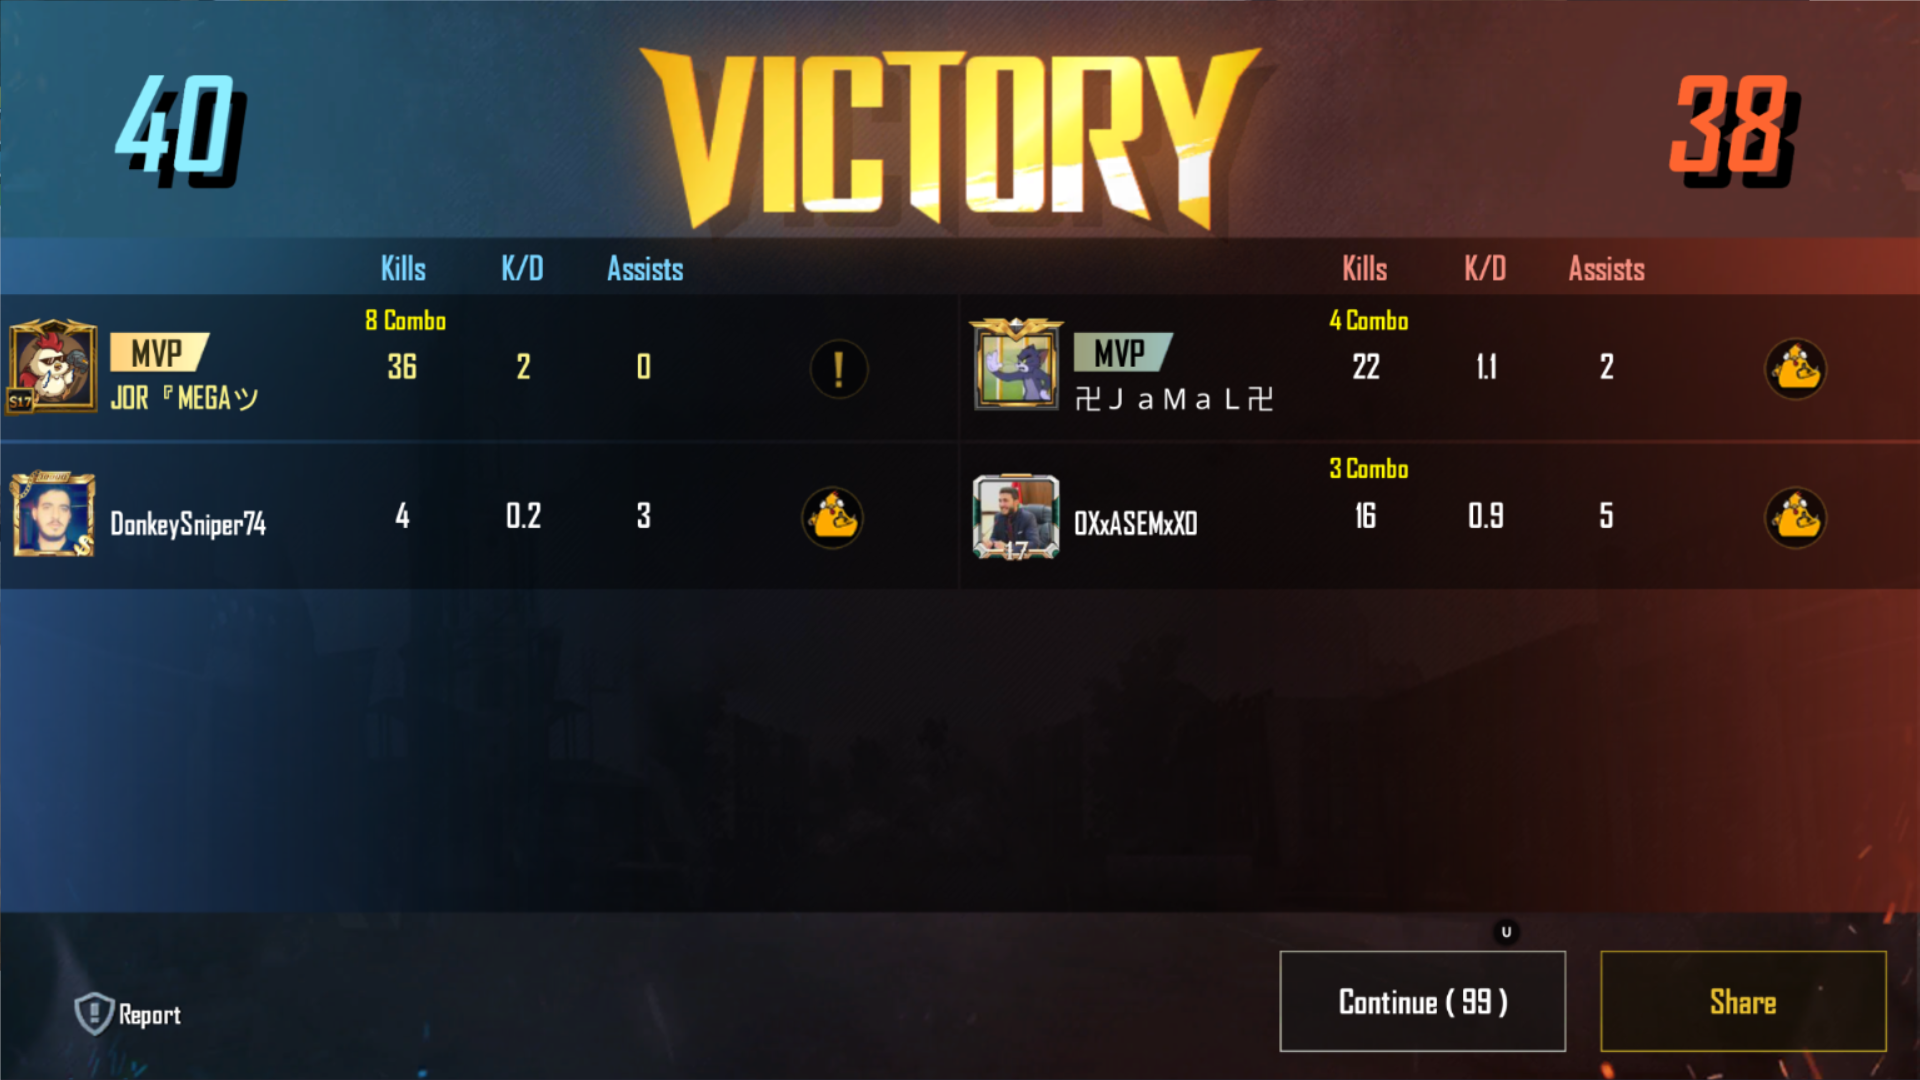 40
VICTORY
38
Kills K/D Assists
Kills K/D Assists
8 Combo
MVP
36 2 0
JOR『MEGAツ
S17
4 Combo
MVP
22 1.1 2
卍J a M a L卍
DonkeySniper74
4 0.2 3
3 Combo
OXxASEMxXO
16 0.9 5
17
U
Report
Continue ( 99 )
Share